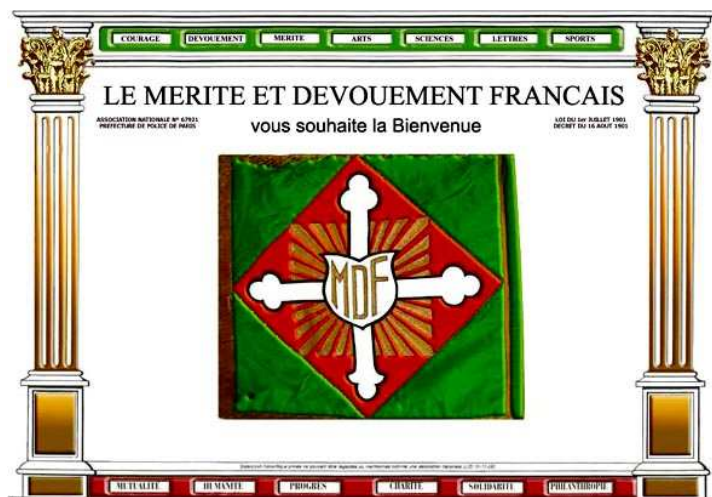 COURAGE DEVOUEMENT MERITE ARTS SCIENCES LETTRES SPORTS
LE MERITE ET DEVOUEMENT FRANCAIS
ASSOCIATION NATIONALE N° 67921
PREFECTURE DE POLICE DE PARIS
vous souhaite la Bienvenue
LOI DU 1er JUILLET 1901
DECRET DU 16 AOUT 1901
MDF
MUTUALITE HUMANITE PROGRES CHARITE SOLIDARITE PHILANTHROPIE